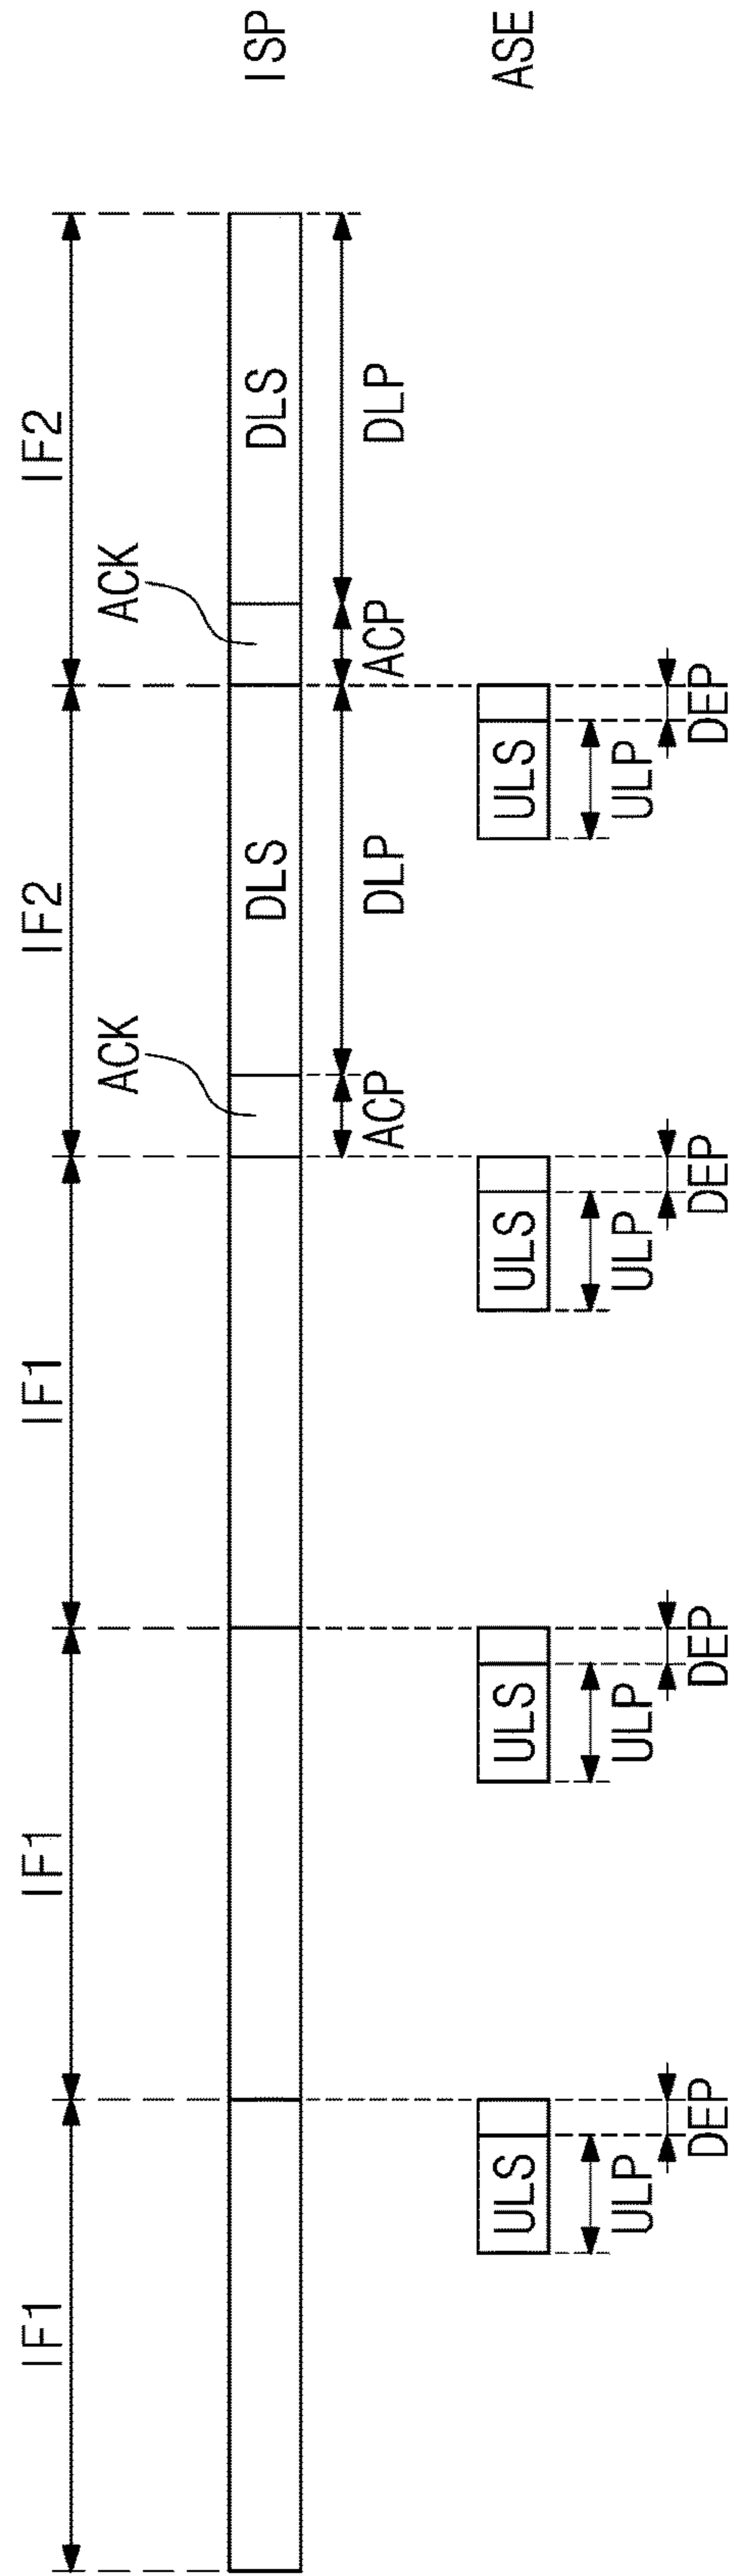 IF1 IF1 IF1 IF2 IF2
ACK ACK
DLS DLS ISP
ACP DLP ACP DLP
ULS ULS ULS ULS ASE
ULP ULP ULP ULP
DEP DEP DEP DEP